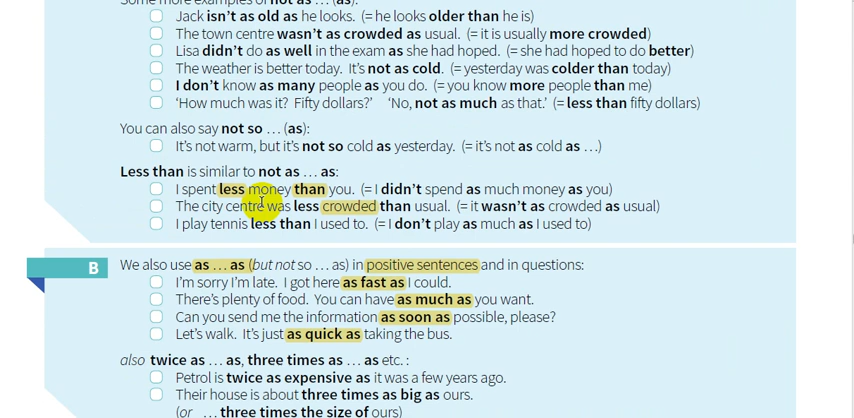 Some more examples of not as … (as):
Jack isn't as old as he looks. (= he looks older than he is)
The town centre wasn't as crowded as usual. (= it is usually more crowded)
Lisa didn't do as well in the exam as she had hoped. (= she had hoped to do better)
The weather is better today. It's not as cold. (= yesterday was colder than today)
I don't know as many people as you do. (= you know more people than me)
'How much was it? Fifty dollars?' 'No, not as much as that.' (= less than fifty dollars)
You can also say not so … (as):
It's not warm, but it's not so cold as yesterday. (= it's not as cold as …)
Less than is similar to not as … as:
I spent less money than you. (= I didn't spend as much money as you)
The city centre was less crowded than usual. (= it wasn't as crowded as usual)
I play tennis less than I used to. (= I don't play as much as I used to)
B We also use as … as (but not so … as) in positive sentences and in questions:
I'm sorry I'm late. I got here as fast as I could.
There's plenty of food. You can have as much as you want.
Can you send me the information as soon as possible, please?
Let's walk. It's just as quick as taking the bus.
also twice as … as, three times as … as etc. :
Petrol is twice as expensive as it was a few years ago.
Their house is about three times as big as ours.
(or … three times the size of ours)